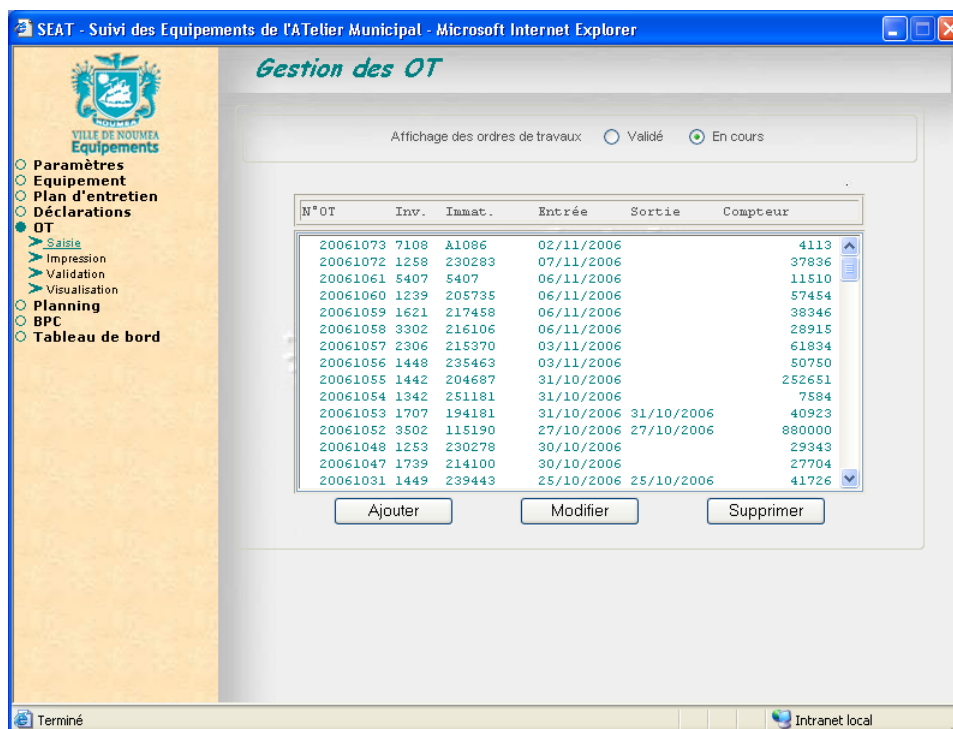 SEAT - Suivi des Equipements de l'ATelier Municipal - Microsoft Internet Explorer
NOUMEA
VILLE DE NOUMEA
Equipements
Paramètres
Equipement
Plan d'entretien
Déclarations
OT
Saisie
Impression
Validation
Visualisation
Planning
BPC
Tableau de bord
Gestion des OT
Affichage des ordres de travaux Validé En cours
N°OT Inv. Immat. Entrée Sortie Compteur
20061073 7108 A1086 02/11/2006 4113
20061072 1258 230283 07/11/2006 37836
20061061 5407 5407 06/11/2006 11510
20061060 1239 205735 06/11/2006 57454
20061059 1621 217458 06/11/2006 38346
20061058 3302 216106 06/11/2006 28915
20061057 2306 215370 03/11/2006 61834
20061056 1448 235463 03/11/2006 50750
20061055 1442 204687 31/10/2006 252651
20061054 1342 251181 31/10/2006 7584
20061053 1707 194181 31/10/2006 31/10/2006 40923
20061052 3502 115190 27/10/2006 27/10/2006 880000
20061048 1253 230278 30/10/2006 29343
20061047 1739 214100 30/10/2006 27704
20061031 1449 239443 25/10/2006 25/10/2006 41726
Ajouter Modifier Supprimer
Terminé Intranet local